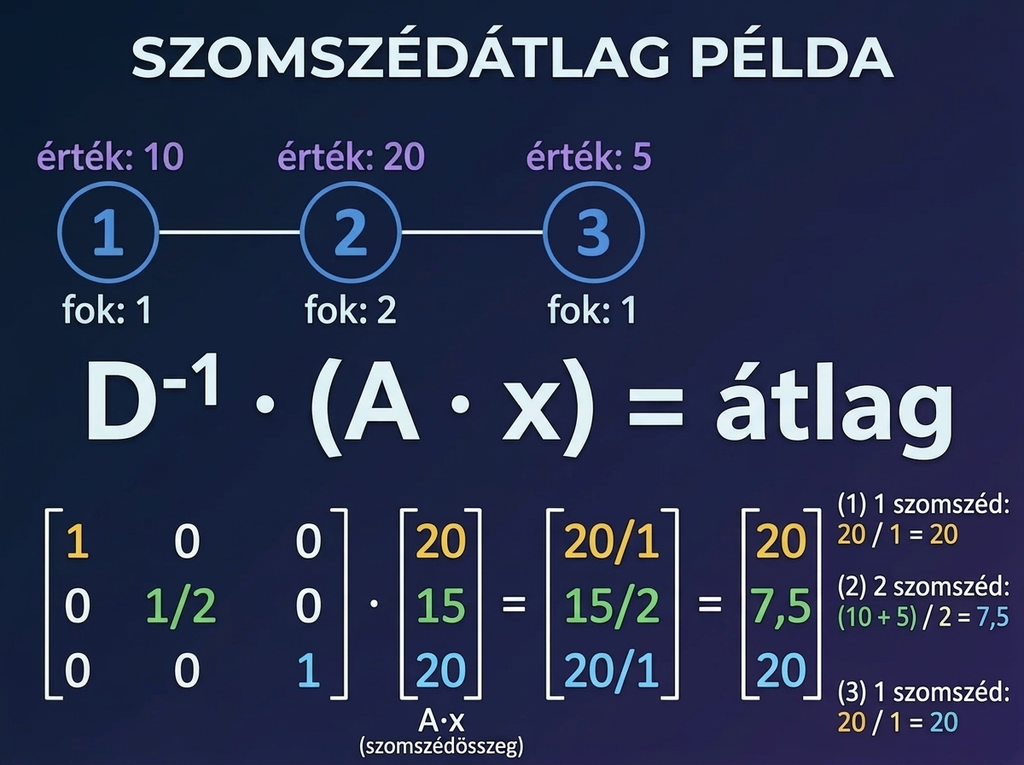 SZOMSZÉDÁTLAG PÉLDA
érték: 10 érték: 20 érték: 5
1 2 3
fok: 1 fok: 2 fok: 1
D⁻¹ · (A · x) = átlag
[1 0 0] [20] [20/1] [20]
[0 1/2 0] · [15] = [15/2] = [7,5]
[0 0 1] [20] [20/1] [20]
A·x
(szomszédösszeg)
(1) 1 szomszéd:
20 / 1 = 20
(2) 2 szomszéd:
(10 + 5) / 2 = 7,5
(3) 1 szomszéd:
20 / 1 = 20